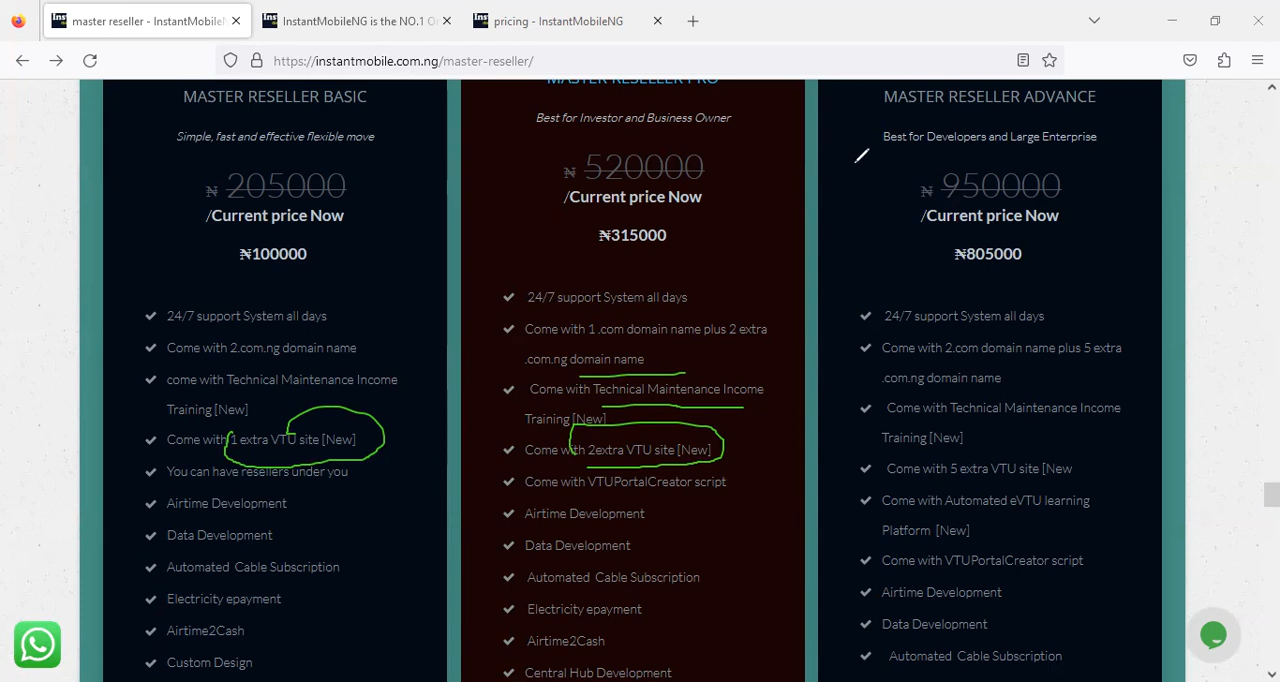 master reseller - InstantMobileN
InstantMobileNG is the NO.1 O
pricing - InstantMobileNG
https://instantmobile.com.ng/master-reseller/
MASTER RESELLER BASIC
Simple, fast and effective flexible move
₦ 205000
/Current price Now
₦100000
24/7 support System all days
Come with 2.com.ng domain name
come with Technical Maintenance Income
Training [New]
Come with 1 extra VTU site [New]
You can have resellers under you
Airtime Development
Data Development
Automated Cable Subscription
Electricity epayment
Airtime2Cash
Custom Design
MASTER RESELLER PRO
Best for Investor and Business Owner
₦ 520000
/Current price Now
₦315000
24/7 support System all days
Come with 1 .com domain name plus 2 extra
.com.ng domain name
Come with Technical Maintenance Income
Training [New]
Come with 2extra VTU site [New]
Come with VTUPortalCreator script
Airtime Development
Data Development
Automated Cable Subscription
Electricity epayment
Airtime2Cash
Central Hub Development
MASTER RESELLER ADVANCE
Best for Developers and Large Enterprise
₦ 950000
/Current price Now
₦805000
24/7 support System all days
Come with 2.com domain name plus 5 extra
.com.ng domain name
Come with Technical Maintenance Income
Training [New]
Come with 5 extra VTU site [New
Come with Automated eVTU learning
Platform [New]
Come with VTUPortalCreator script
Airtime Development
Data Development
Automated Cable Subscription